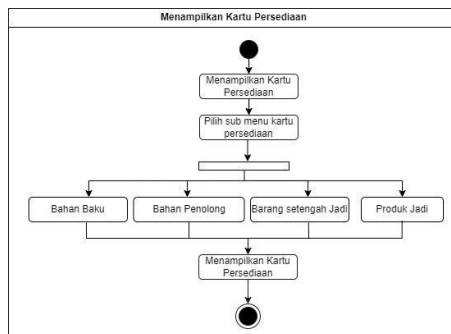 Menampilkan Kartu Persediaan
Menampilkan Kartu
Persediaan
Pilih sub menu kartu
persediaan
Bahan Baku
Bahan Penolong
Barang setengah Jadi
Produk Jadi
Menampilkan Kartu
Persediaan